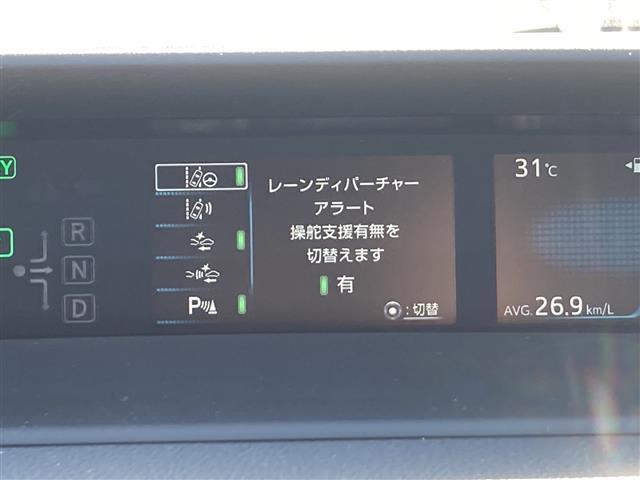 Y
R
N
D
P
レーンディパーチャー
アラート
操舵支援有無を
切替えます
有
:切替
31℃
AVG. 26.9 km/L